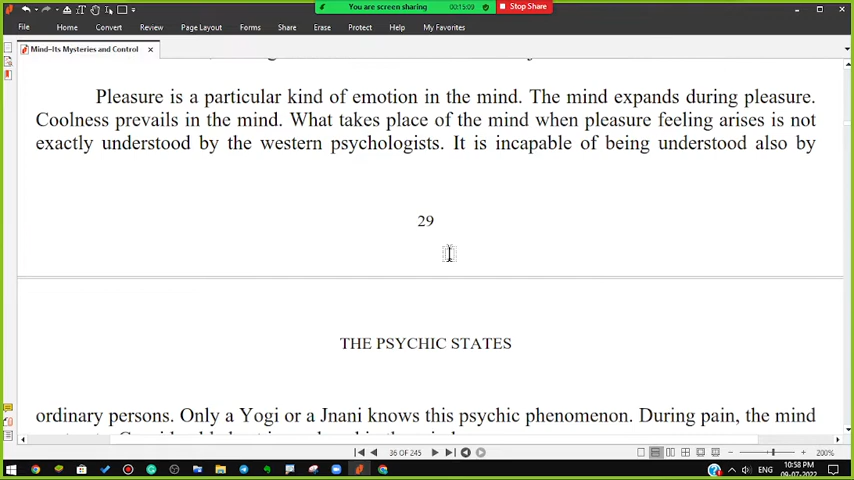 You are screen sharing 00:15:09 Stop Share
File Home Convert Review Page Layout Forms Share Erase Protect Help My Favorites
Mind–Its Mysteries and Control
Pleasure is a particular kind of emotion in the mind. The mind expands during pleasure.
Coolness prevails in the mind. What takes place of the mind when pleasure feeling arises is not
exactly understood by the western psychologists. It is incapable of being understood also by
29
THE PSYCHIC STATES
ordinary persons. Only a Yogi or a Jnani knows this psychic phenomenon. During pain, the mind
36 OF 245 200%
ENG 10:58 PM
09-07-2022